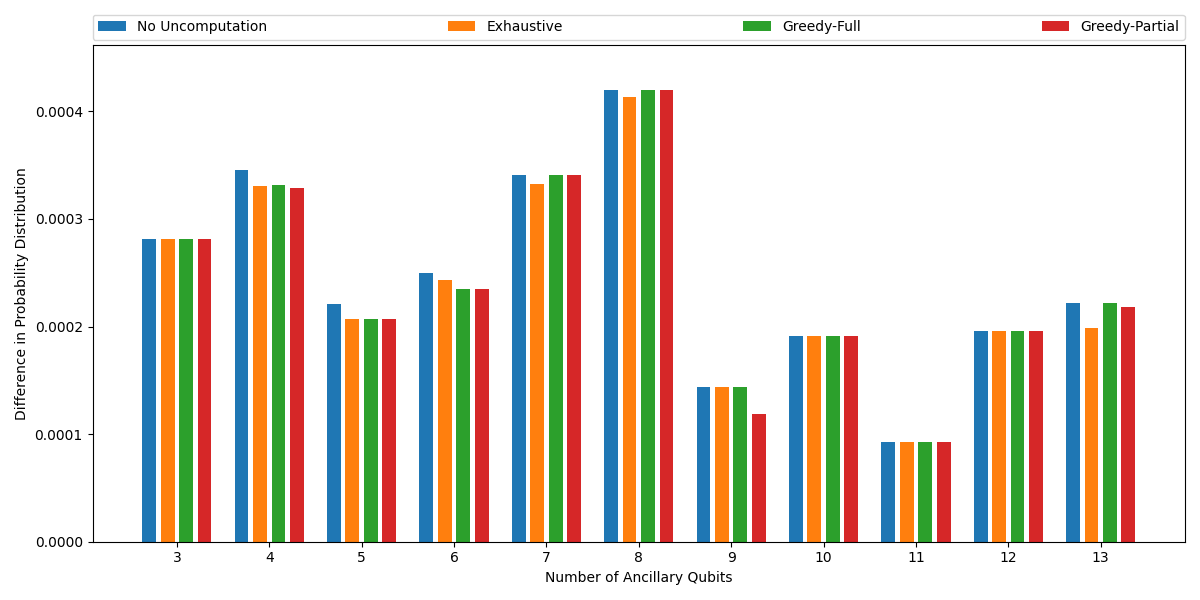 No Uncomputation Exhaustive Greedy-Full Greedy-Partial
Difference in Probability Distribution
0.0004
0.0003
0.0002
0.0001
0.0000
3 4 5 6 7 8 9 10 11 12 13
Number of Ancillary Qubits